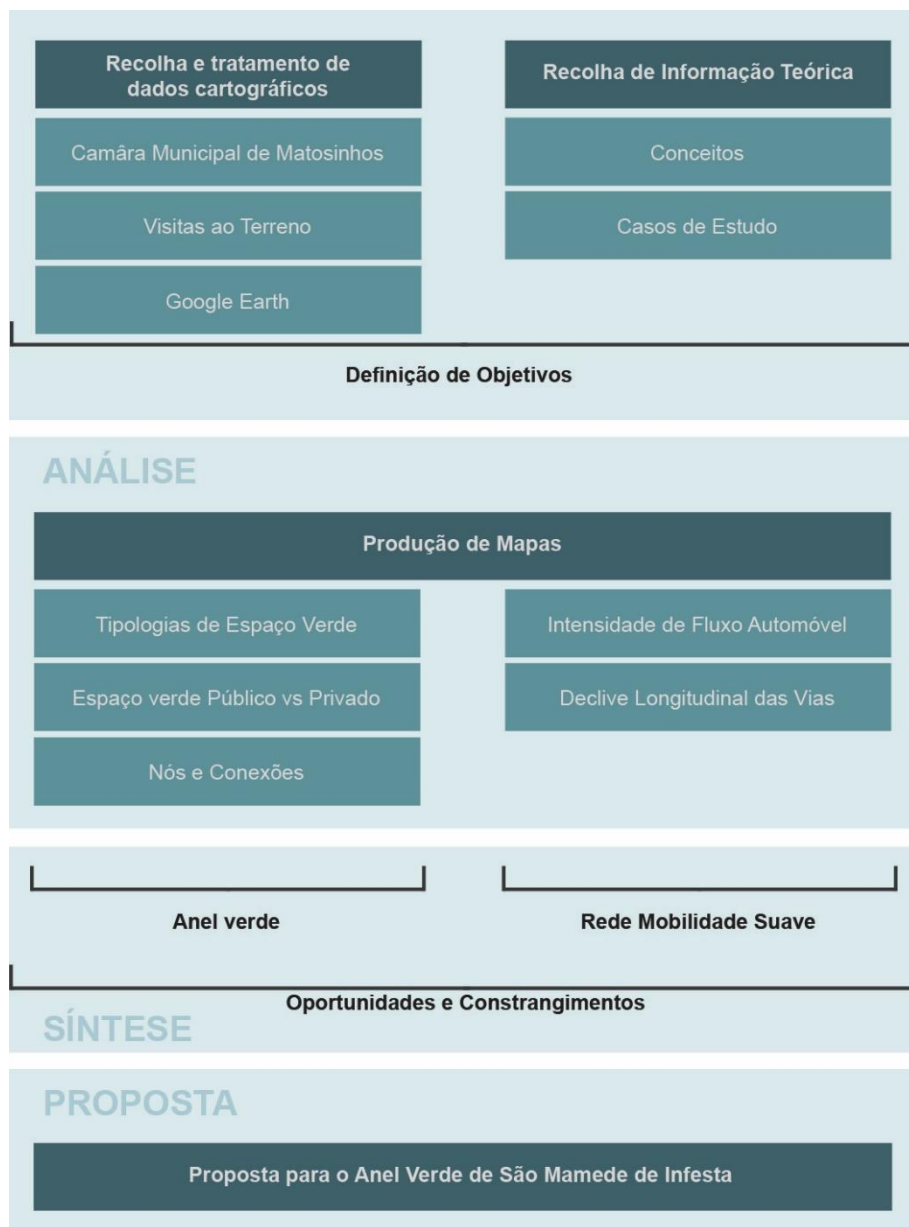 Recolha e tratamento de
dados cartográficos
Camâra Municipal de Matosinhos
Visitas ao Terreno
Google Earth
Recolha de Informação Teórica
Conceitos
Casos de Estudo
Definição de Objetivos
ANÁLISE
Produção de Mapas
Tipologias de Espaço Verde
Espaço verde Público vs Privado
Nós e Conexões
Intensidade de Fluxo Automóvel
Declive Longitudinal das Vias
Anel verde
Rede Mobilidade Suave
Oportunidades e Constrangimentos
SÍNTESE
PROPOSTA
Proposta para o Anel Verde de São Mamede de Infesta